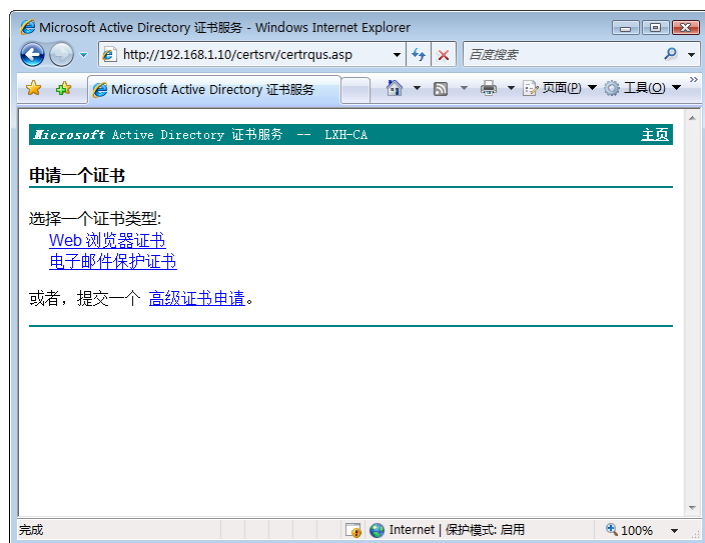 Microsoft Active Directory 证书服务 - Windows Internet Explorer
http://192.168.1.10/certsrv/certrqus.asp 百度搜索
Microsoft Active Directory 证书服务 页面(P) 工具(O) »
Microsoft Active Directory 证书服务 -- LXH-CA 主页
申请一个证书
选择一个证书类型:
Web 浏览器证书
电子邮件保护证书
或者，提交一个 高级证书申请。
完成 Internet | 保护模式: 启用 100%